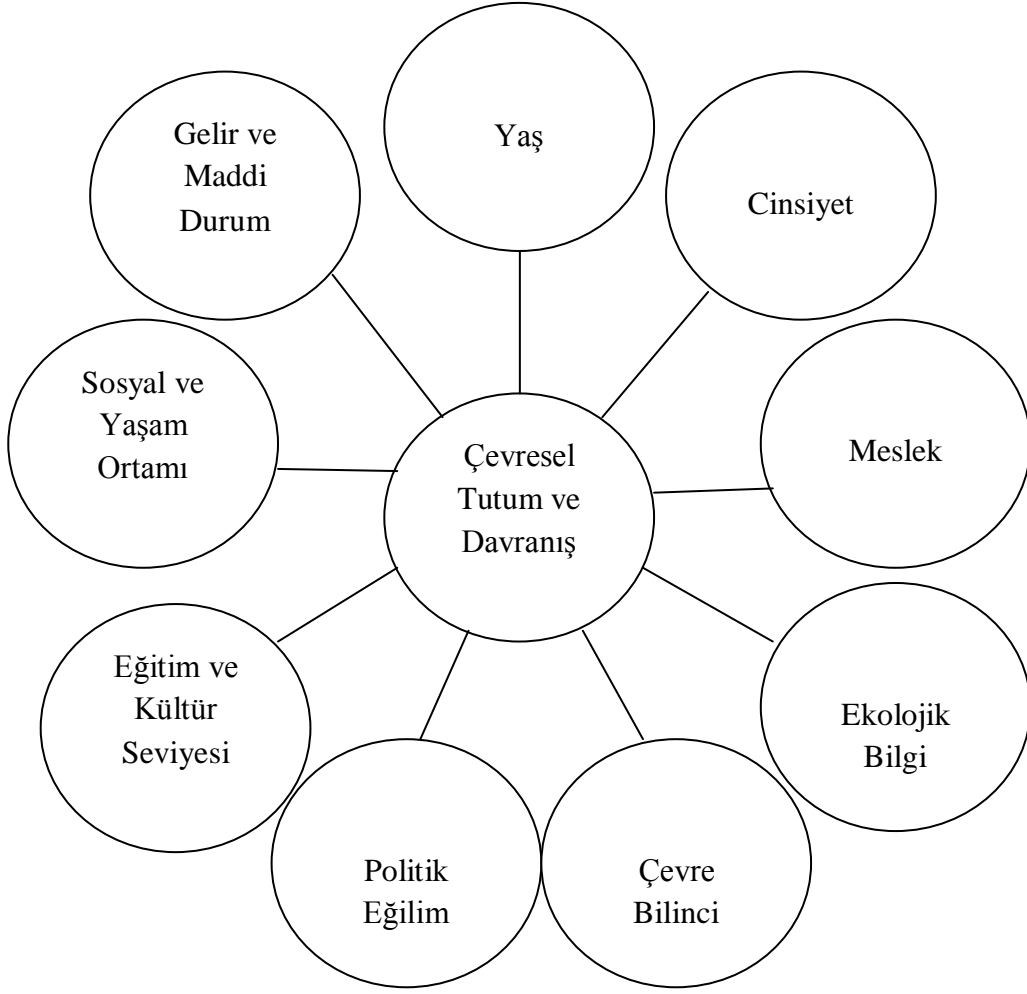 Yaş
Cinsiyet
Meslek
Ekolojik
Bilgi
Çevre
Bilinci
Politik
Eğilim
Eğitim ve
Kültür
Seviyesi
Sosyal ve
Yaşam
Ortamı
Gelir ve
Maddi
Durum
Çevresel
Tutum ve
Davranış